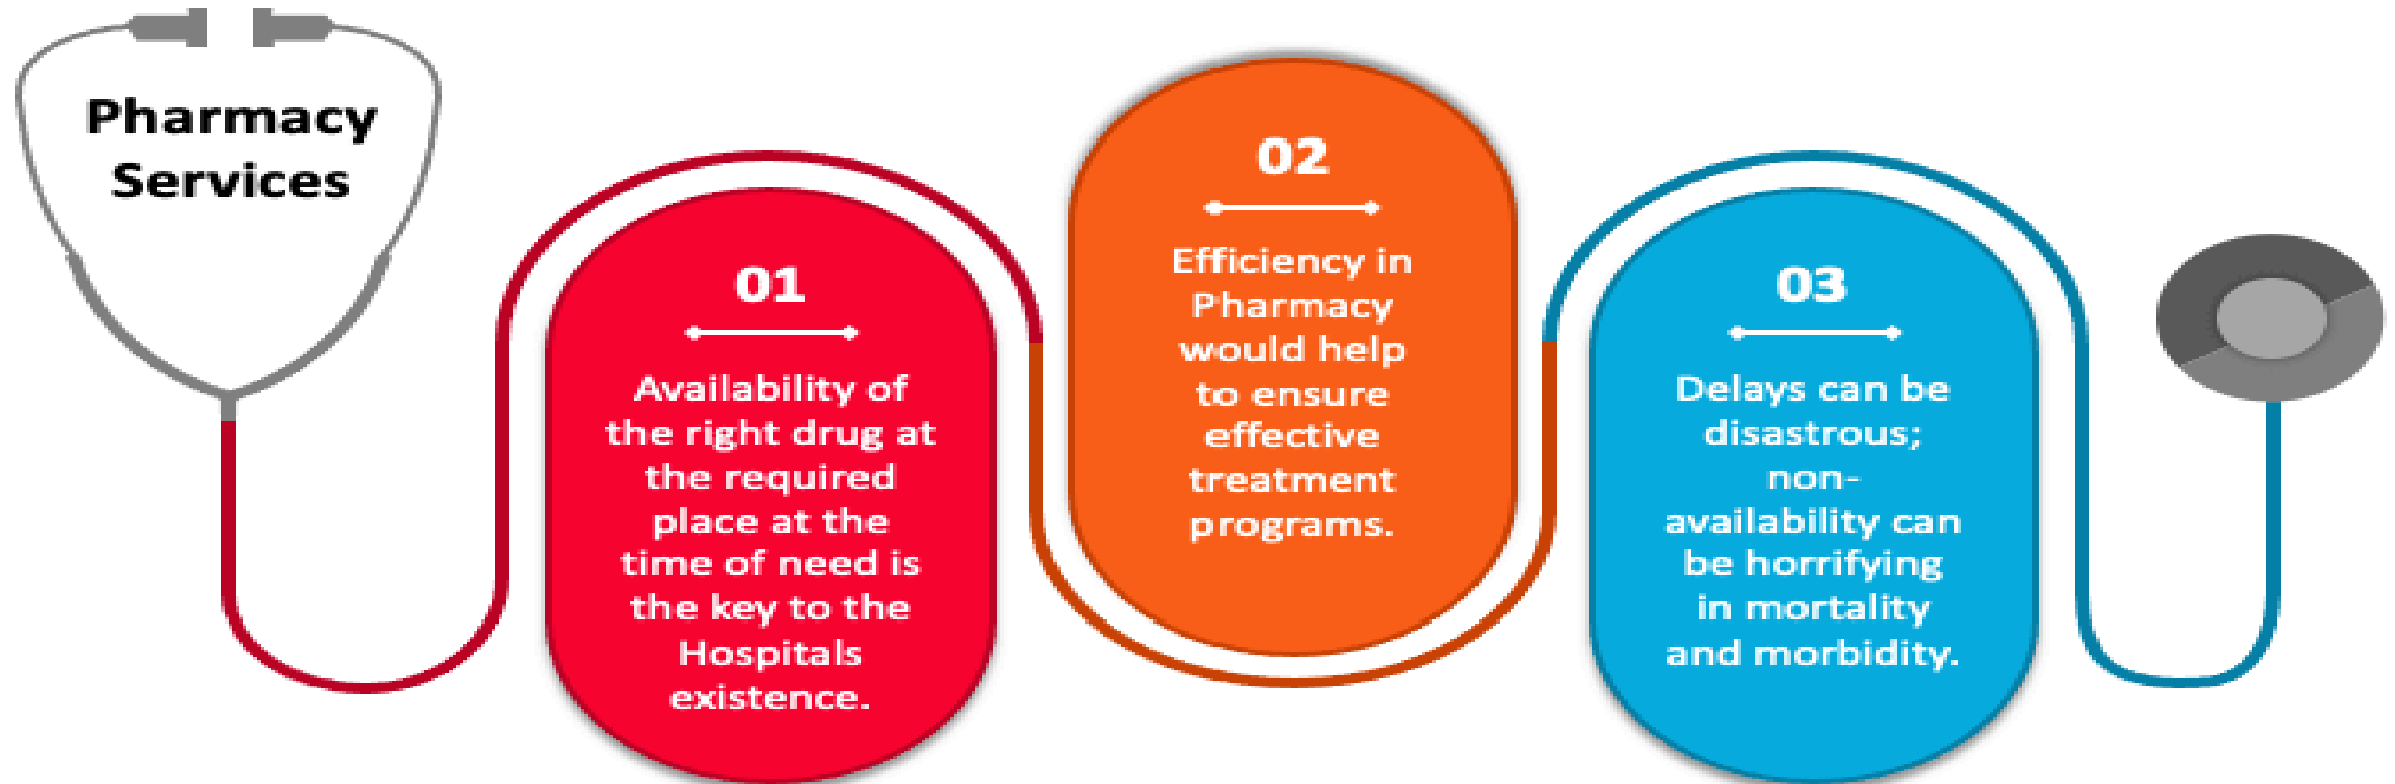 Pharmacy
Services
01
Availability of
the right drug at
the required
place at the
time of need is
the key to the
Hospitals
existence.
02
Efficiency in
Pharmacy
would help
to ensure
effective
treatment
programs.
03
Delays can be
disastrous;
non-
availability can
be horrifying
in mortality
and morbidity.